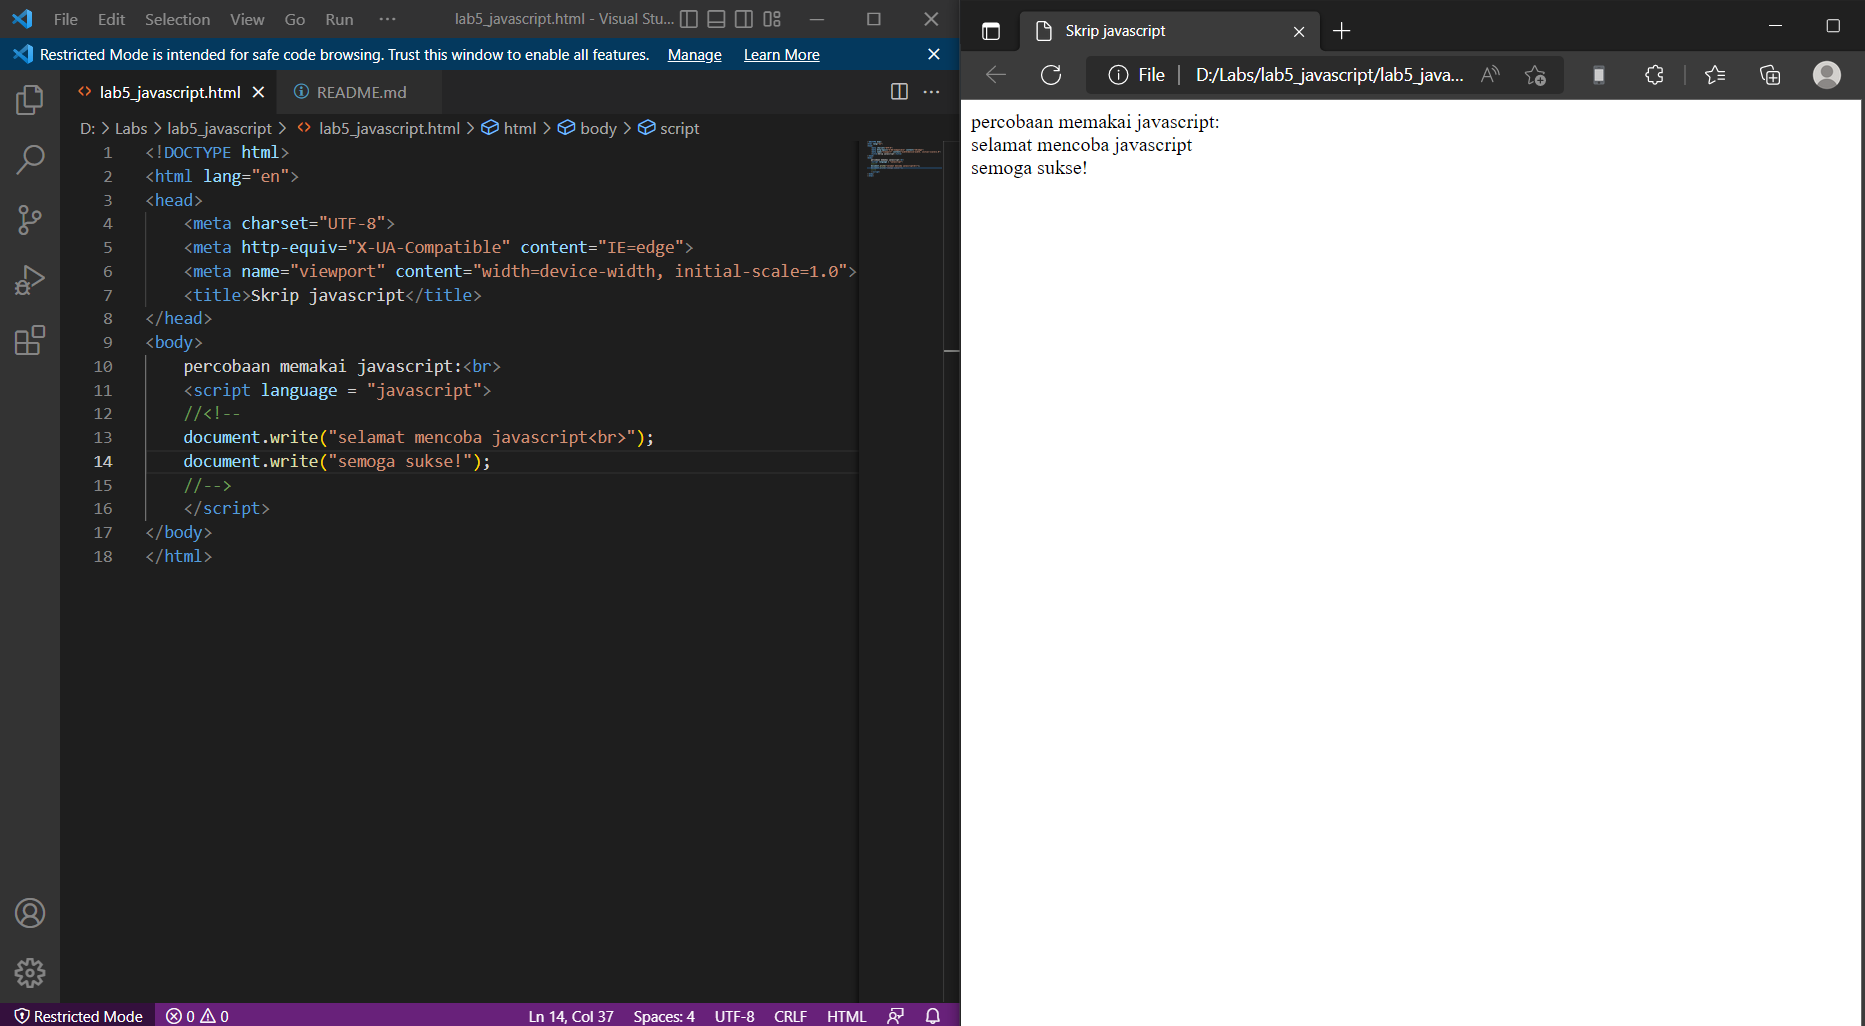 File Edit Selection View Go Run ··· lab5_javascript.html - Visual Stu...
Restricted Mode is intended for safe code browsing. Trust this window to enable all features. Manage Learn More
lab5_javascript.html README.md
D: > Labs > lab5_javascript > lab5_javascript.html > html > body > script
1 <!DOCTYPE html>
2 <html lang="en">
3 <head>
4 <meta charset="UTF-8">
5 <meta http-equiv="X-UA-Compatible" content="IE=edge">
6 <meta name="viewport" content="width=device-width, initial-scale=1.0">
7 <title>Skrip javascript</title>
8 </head>
9 <body>
10 percobaan memakai javascript:<br>
11 <script language = "javascript">
12 //<!--
13 document.write("selamat mencoba javascript<br>");
14 document.write("semoga sukse!");
15 //-->
16 </script>
17 </body>
18 </html>
Restricted Mode 0 0 Ln 14, Col 37 Spaces: 4 UTF-8 CRLF HTML
Skrip javascript
File D:/Labs/lab5_javascript/lab5_java...
percobaan memakai javascript:
selamat mencoba javascript
semoga sukse!